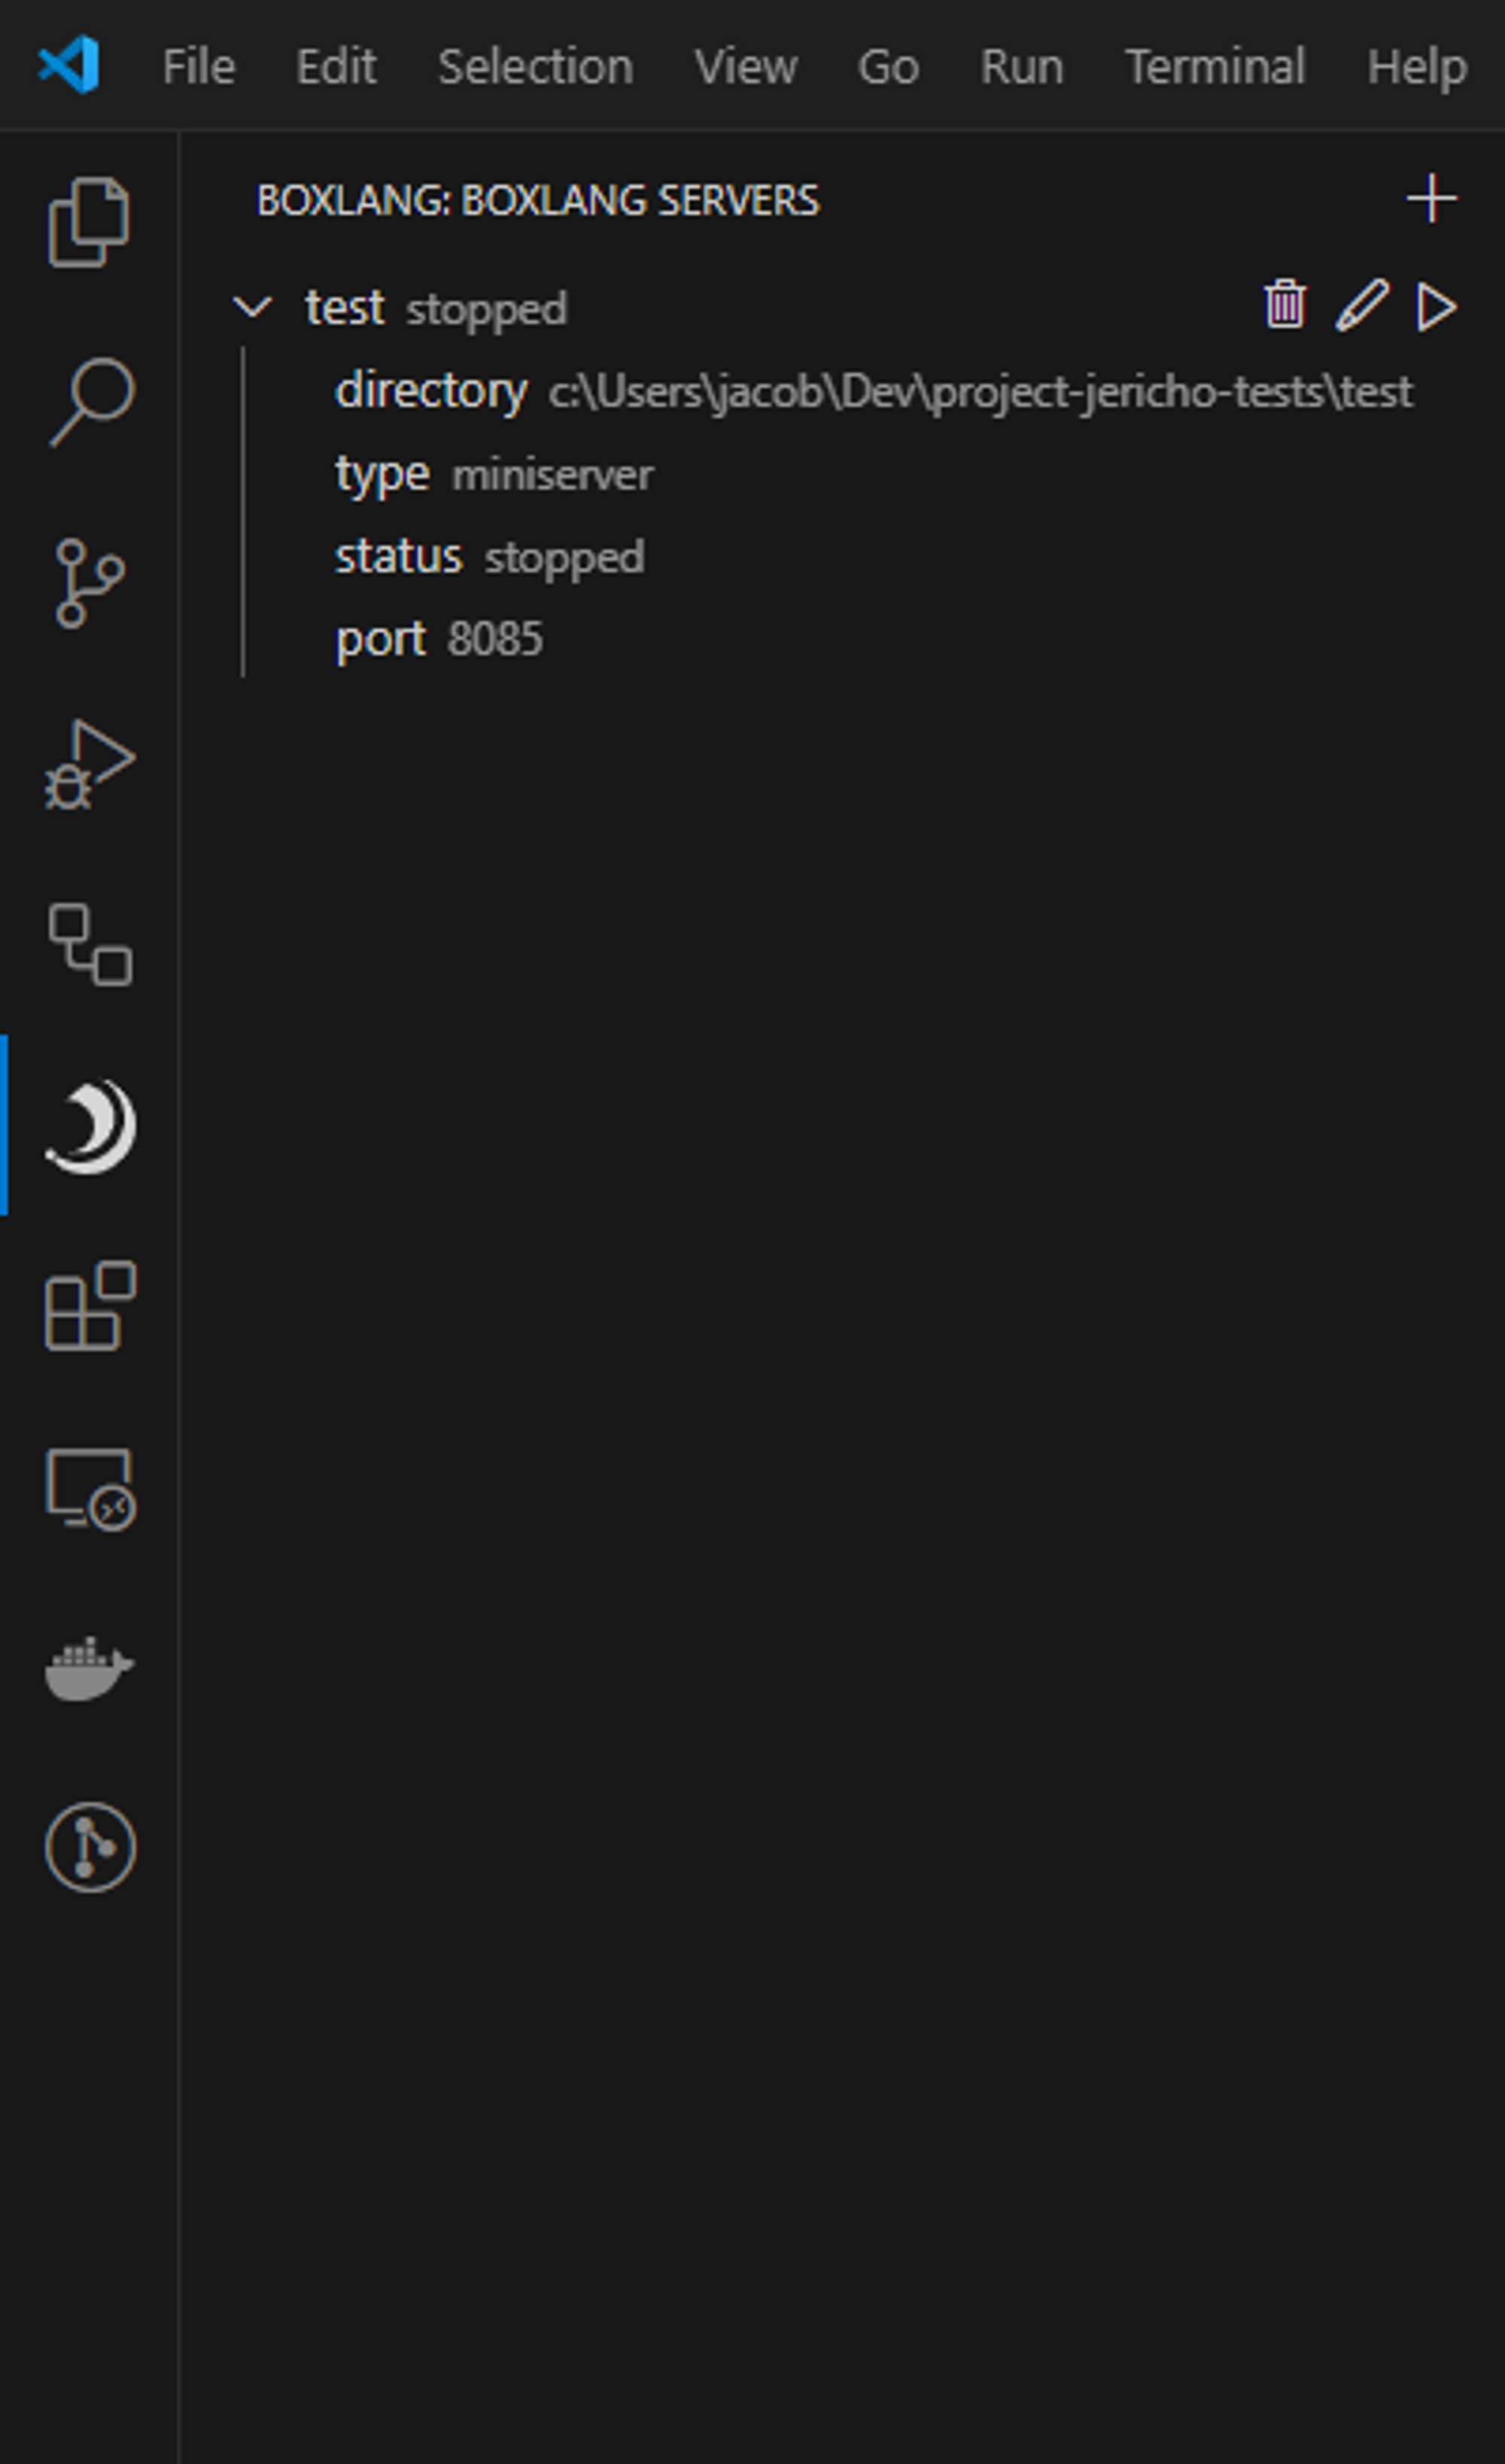 File Edit Selection View Go Run Terminal Help
BOXLANG: BOXLANG SERVERS
test stopped
directory c:\Users\jacob\Dev\project-jericho-tests\test
type miniserver
status stopped
port 8085